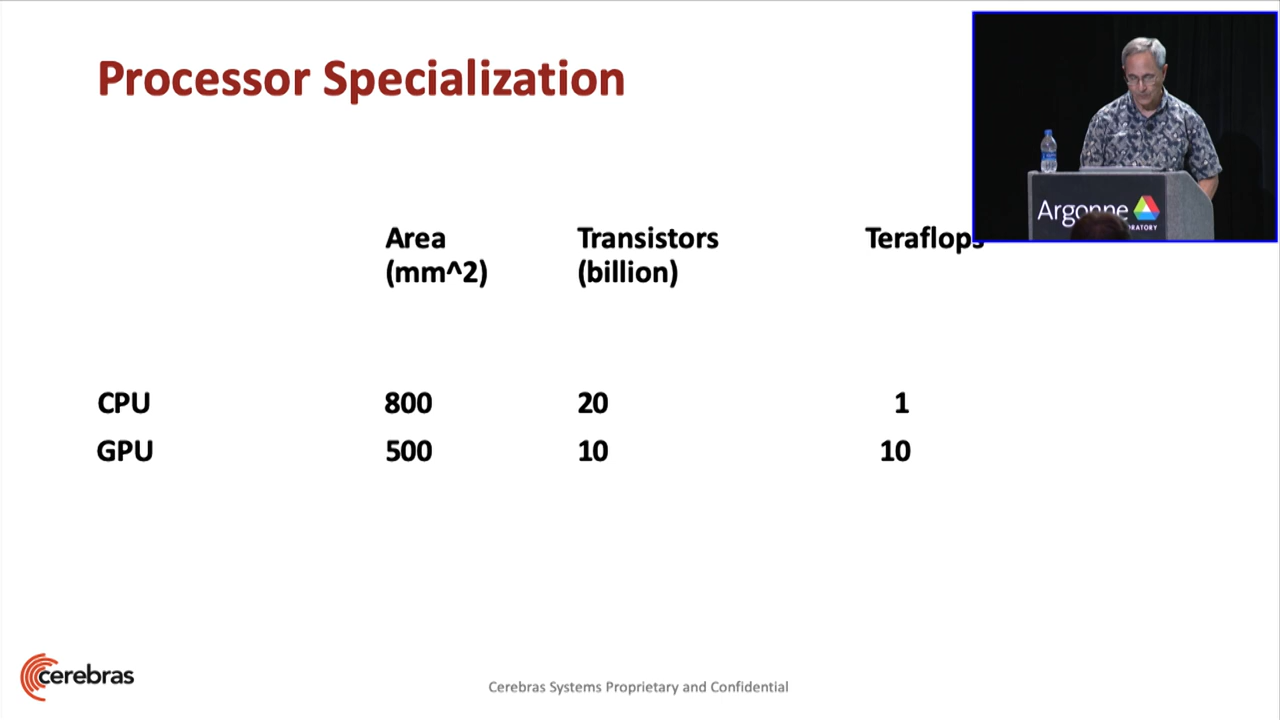 Processor Specialization
Argonne
RATORY
Area
(mm^2)
Transistors
(billion)
Teraflops
CPU 800 20 1
GPU 500 10 10
cerebras
Cerebras Systems Proprietary and Confidential